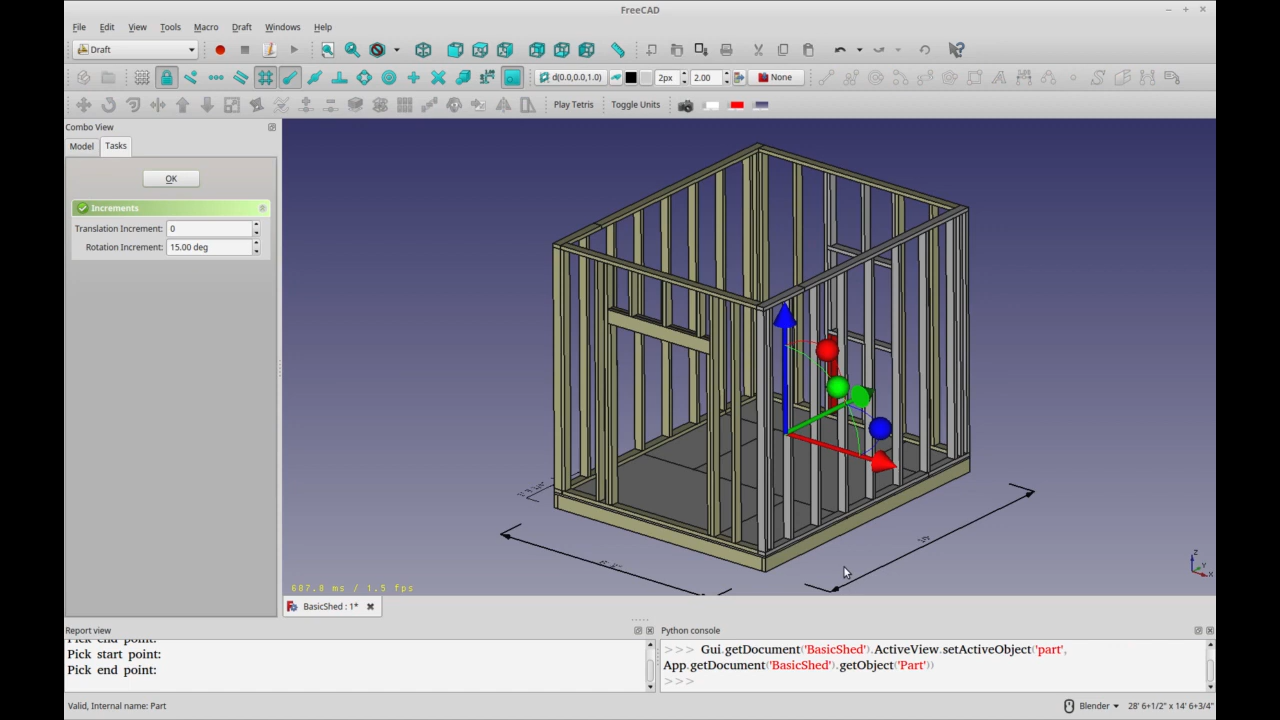 FreeCAD
File Edit View Tools Macro Draft Windows Help
Draft
d(0.0,0.0,1.0) 2px 2.00 None
Play Tetris Toggle Units
Combo View
Model Tasks
OK
Increments
Translation Increment: 0
Rotation Increment: 15.00 deg
Z
Y
X
687.0 ms / 1.5 fps
BasicShed : 1*
Report view
Pick end point:
Pick start point:
Pick end point:
Python console
>>> Gui.getDocument('BasicShed').ActiveView.setActiveObject('part',
App.getDocument('BasicShed').getObject('Part'))
>>>
Valid, Internal name: Part
Blender 28' 6+1/2" x 14' 6+3/4"